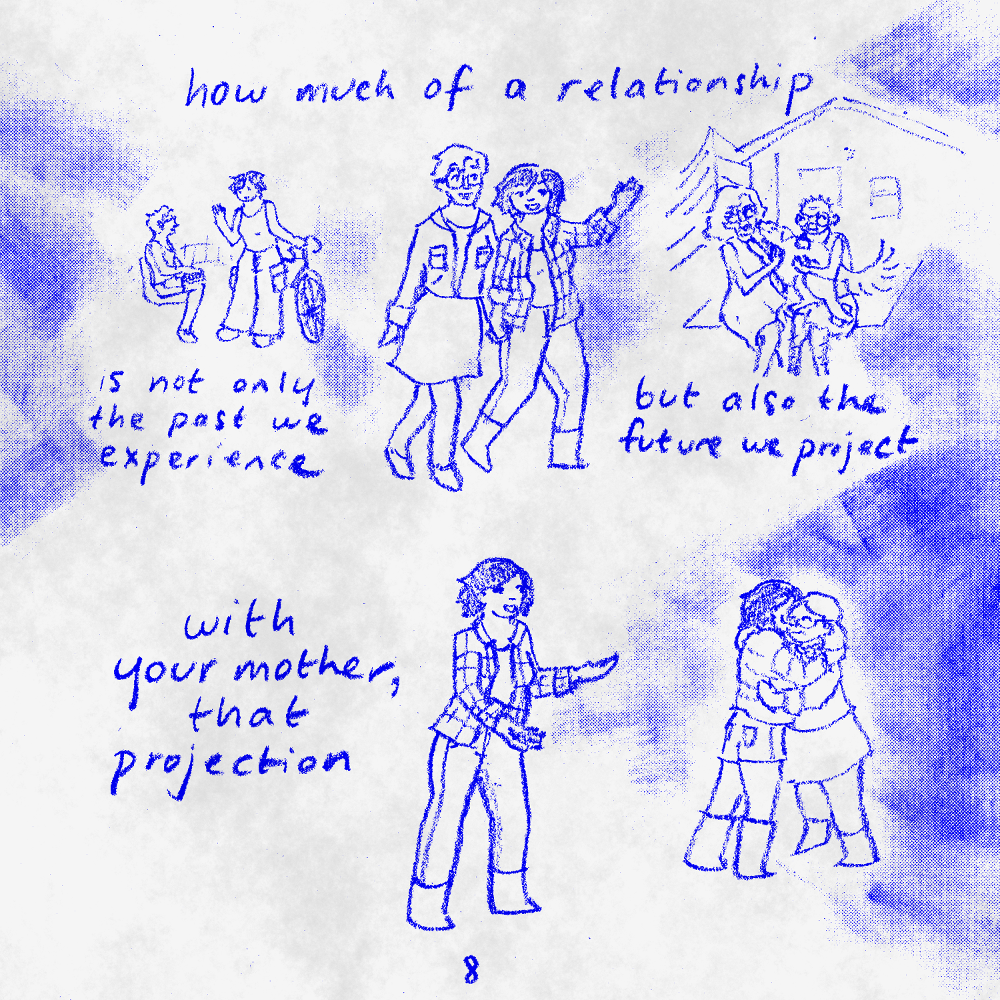 how much of a relationship
is not only
the past we
experience
but also the
future we project
with
your mother,
that
projection
8